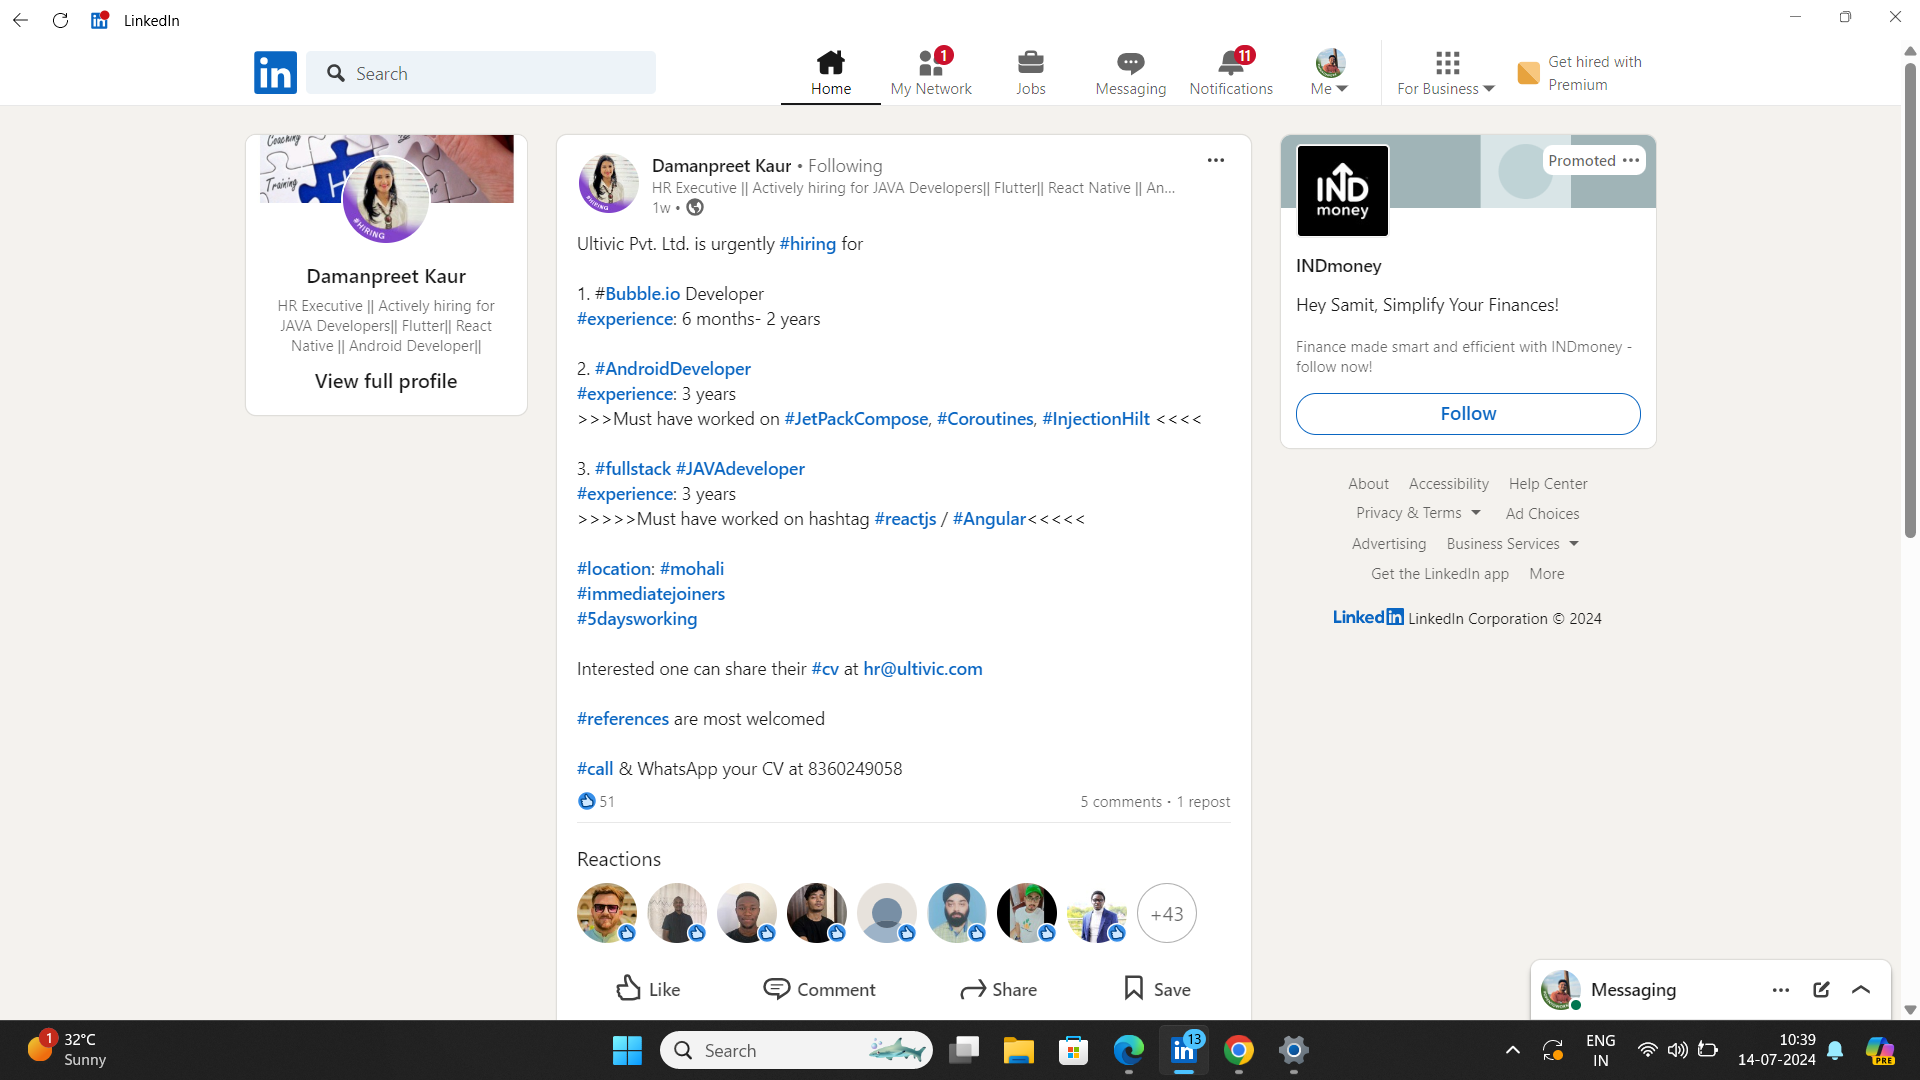 LinkedIn
in
Search
Home
1
My Network
Jobs
Messaging
11
Notifications
Me
For Business
Get hired with
Premium
Coaching
Training
#HIRING
Damanpreet Kaur
HR Executive || Actively hiring for
JAVA Developers|| Flutter|| React
Native || Android Developer||
View full profile
Damanpreet Kaur • Following
HR Executive || Actively hiring for JAVA Developers|| Flutter|| React Native || An...
1w •
Ultivic Pvt. Ltd. is urgently #hiring for
1. #Bubble.io Developer
#experience: 6 months- 2 years
2. #AndroidDeveloper
#experience: 3 years
>>>Must have worked on #JetPackCompose, #Coroutines, #InjectionHilt <<<<
3. #fullstack #JAVAdeveloper
#experience: 3 years
>>>>>Must have worked on hashtag #reactjs / #Angular<<<<<
#location: #mohali
#immediatejoiners
#5daysworking
Interested one can share their #cv at hr@ultivic.com
#references are most welcomed
#call & WhatsApp your CV at 8360249058
51
5 comments • 1 repost
Reactions
+43
Like
Comment
Share
Save
Promoted
IND
money
INDmoney
Hey Samit, Simplify Your Finances!
Finance made smart and efficient with INDmoney -
follow now!
Follow
About Accessibility Help Center
Privacy & Terms Ad Choices
Advertising Business Services
Get the LinkedIn app More
LinkedIn LinkedIn Corporation © 2024
Messaging
1
32°C
Sunny
Search
in
13
ENG
IN
10:39
14-07-2024
PRE